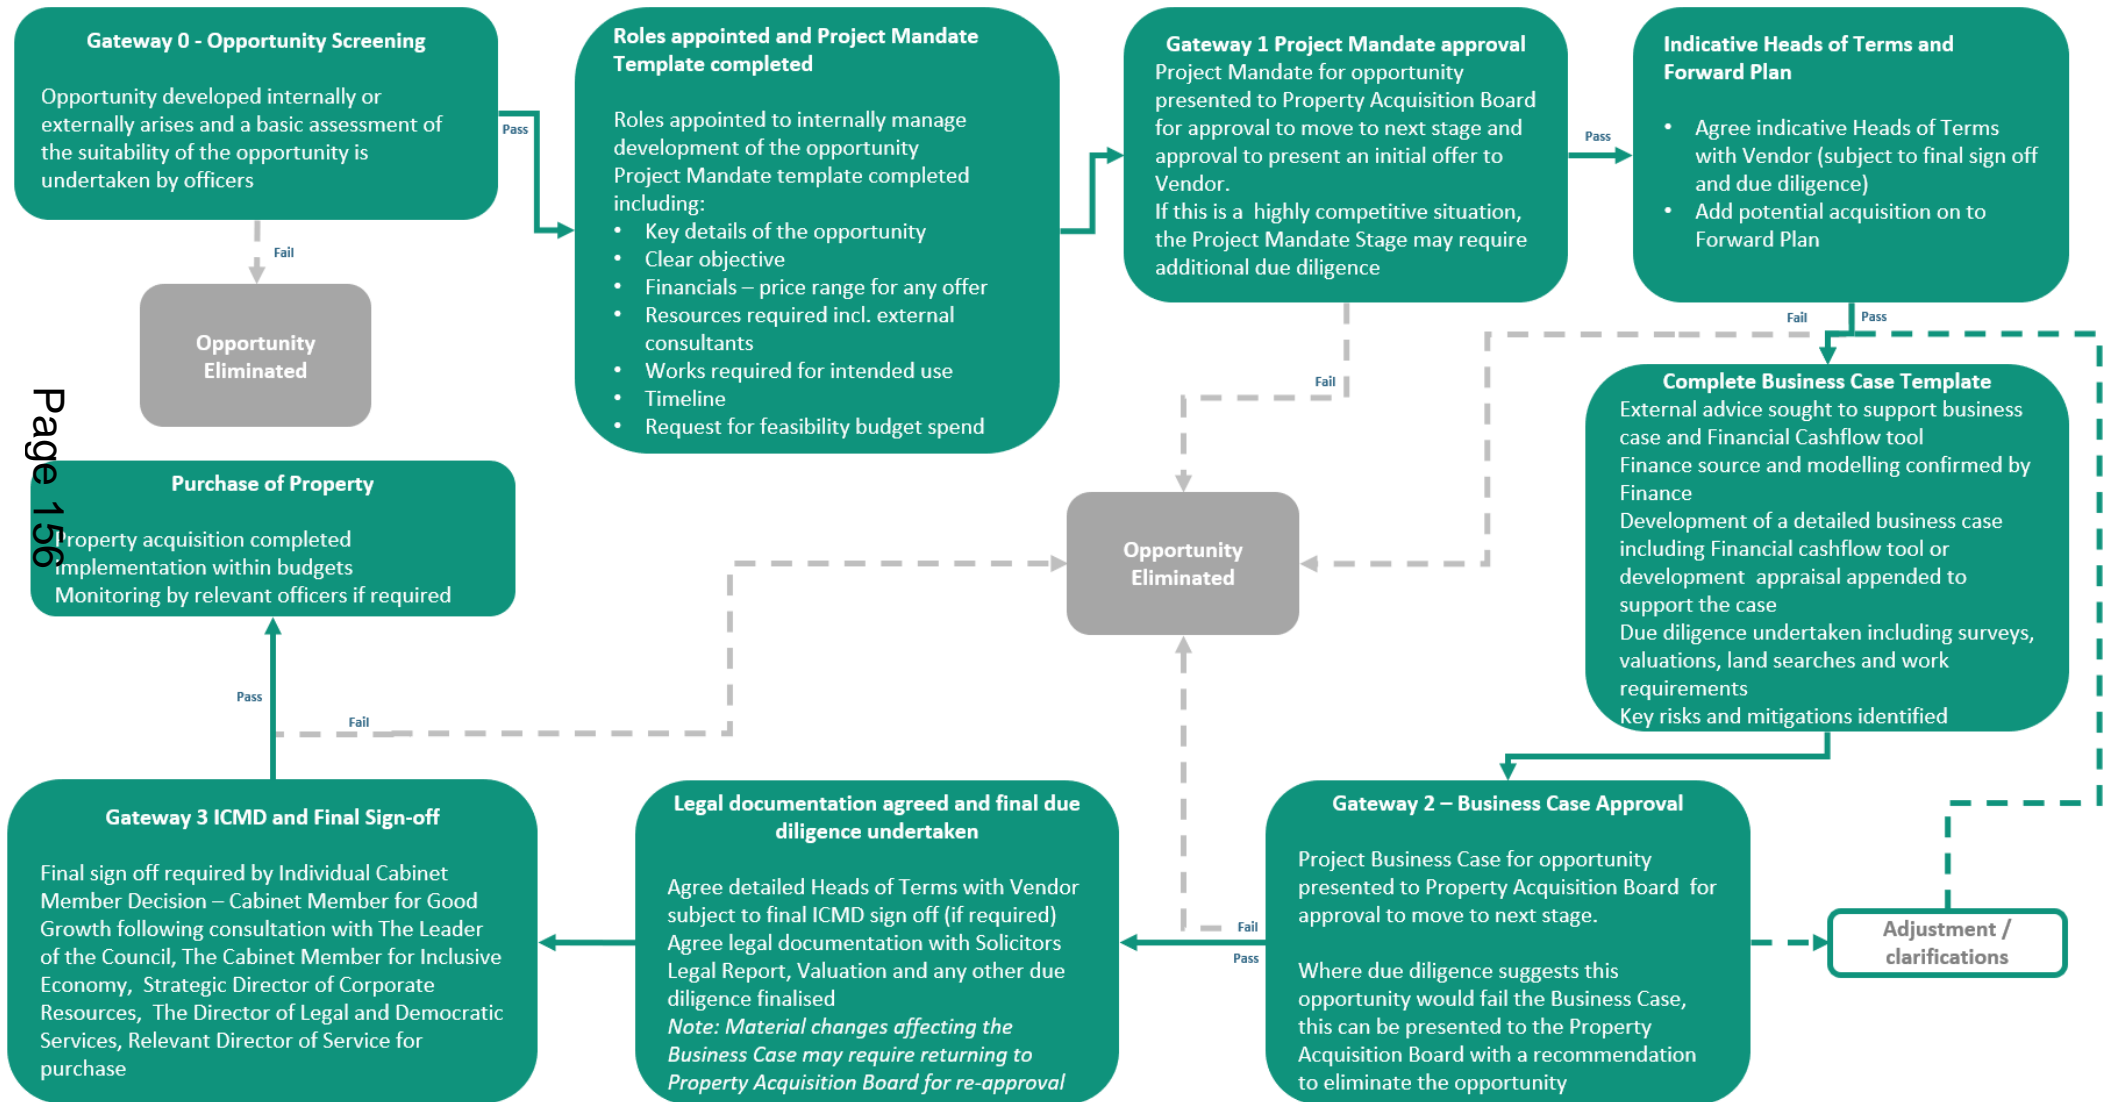 Gateway 0 - Opportunity Screening
Opportunity developed internally or
externally arises and a basic assessment of
the suitability of the opportunity is
undertaken by officers
Pass
Fail
Opportunity
Eliminated
Roles appointed and Project Mandate
Template completed
Roles appointed to internally manage
development of the opportunity
Project Mandate template completed
including:
• Key details of the opportunity
• Clear objective
• Financials – price range for any offer
• Resources required incl. external
consultants
• Works required for intended use
• Timeline
• Request for feasibility budget spend
Gateway 1 Project Mandate approval
Project Mandate for opportunity
presented to Property Acquisition Board
for approval to move to next stage and
approval to present an initial offer to
Vendor.
If this is a highly competitive situation,
the Project Mandate Stage may require
additional due diligence
Pass
Fail
Indicative Heads of Terms and
Forward Plan
• Agree indicative Heads of Terms
with Vendor (subject to final sign off
and due diligence)
• Add potential acquisition on to
Forward Plan
Fail
Pass
Complete Business Case Template
External advice sought to support business
case and Financial Cashflow tool
Finance source and modelling confirmed by
Finance
Development of a detailed business case
including Financial cashflow tool or
development appraisal appended to
support the case
Due diligence undertaken including surveys,
valuations, land searches and work
requirements
Key risks and mitigations identified
Opportunity
Eliminated
Gateway 2 – Business Case Approval
Project Business Case for opportunity
presented to Property Acquisition Board for
approval to move to next stage.
Where due diligence suggests this
opportunity would fail the Business Case,
this can be presented to the Property
Acquisition Board with a recommendation
to eliminate the opportunity
Adjustment /
clarifications
Fail
Pass
Legal documentation agreed and final due
diligence undertaken
Agree detailed Heads of Terms with Vendor
subject to final ICMD sign off (if required)
Agree legal documentation with Solicitors
Legal Report, Valuation and any other due
diligence finalised
Note: Material changes affecting the
Business Case may require returning to
Property Acquisition Board for re-approval
Gateway 3 ICMD and Final Sign-off
Final sign off required by Individual Cabinet
Member Decision – Cabinet Member for Good
Growth following consultation with The Leader
of the Council, The Cabinet Member for Inclusive
Economy, Strategic Director of Corporate
Resources, The Director of Legal and Democratic
Services, Relevant Director of Service for
purchase
Pass
Fail
Purchase of Property
Property acquisition completed
Implementation within budgets
Monitoring by relevant officers if required
Page 156